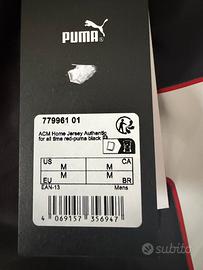 PUMA
779961 01
ACM Home Jersey Authentic
for all time red-puma black
US M M CA
EU M M BR
EAN-13 Mens
4 069157 356947
subito